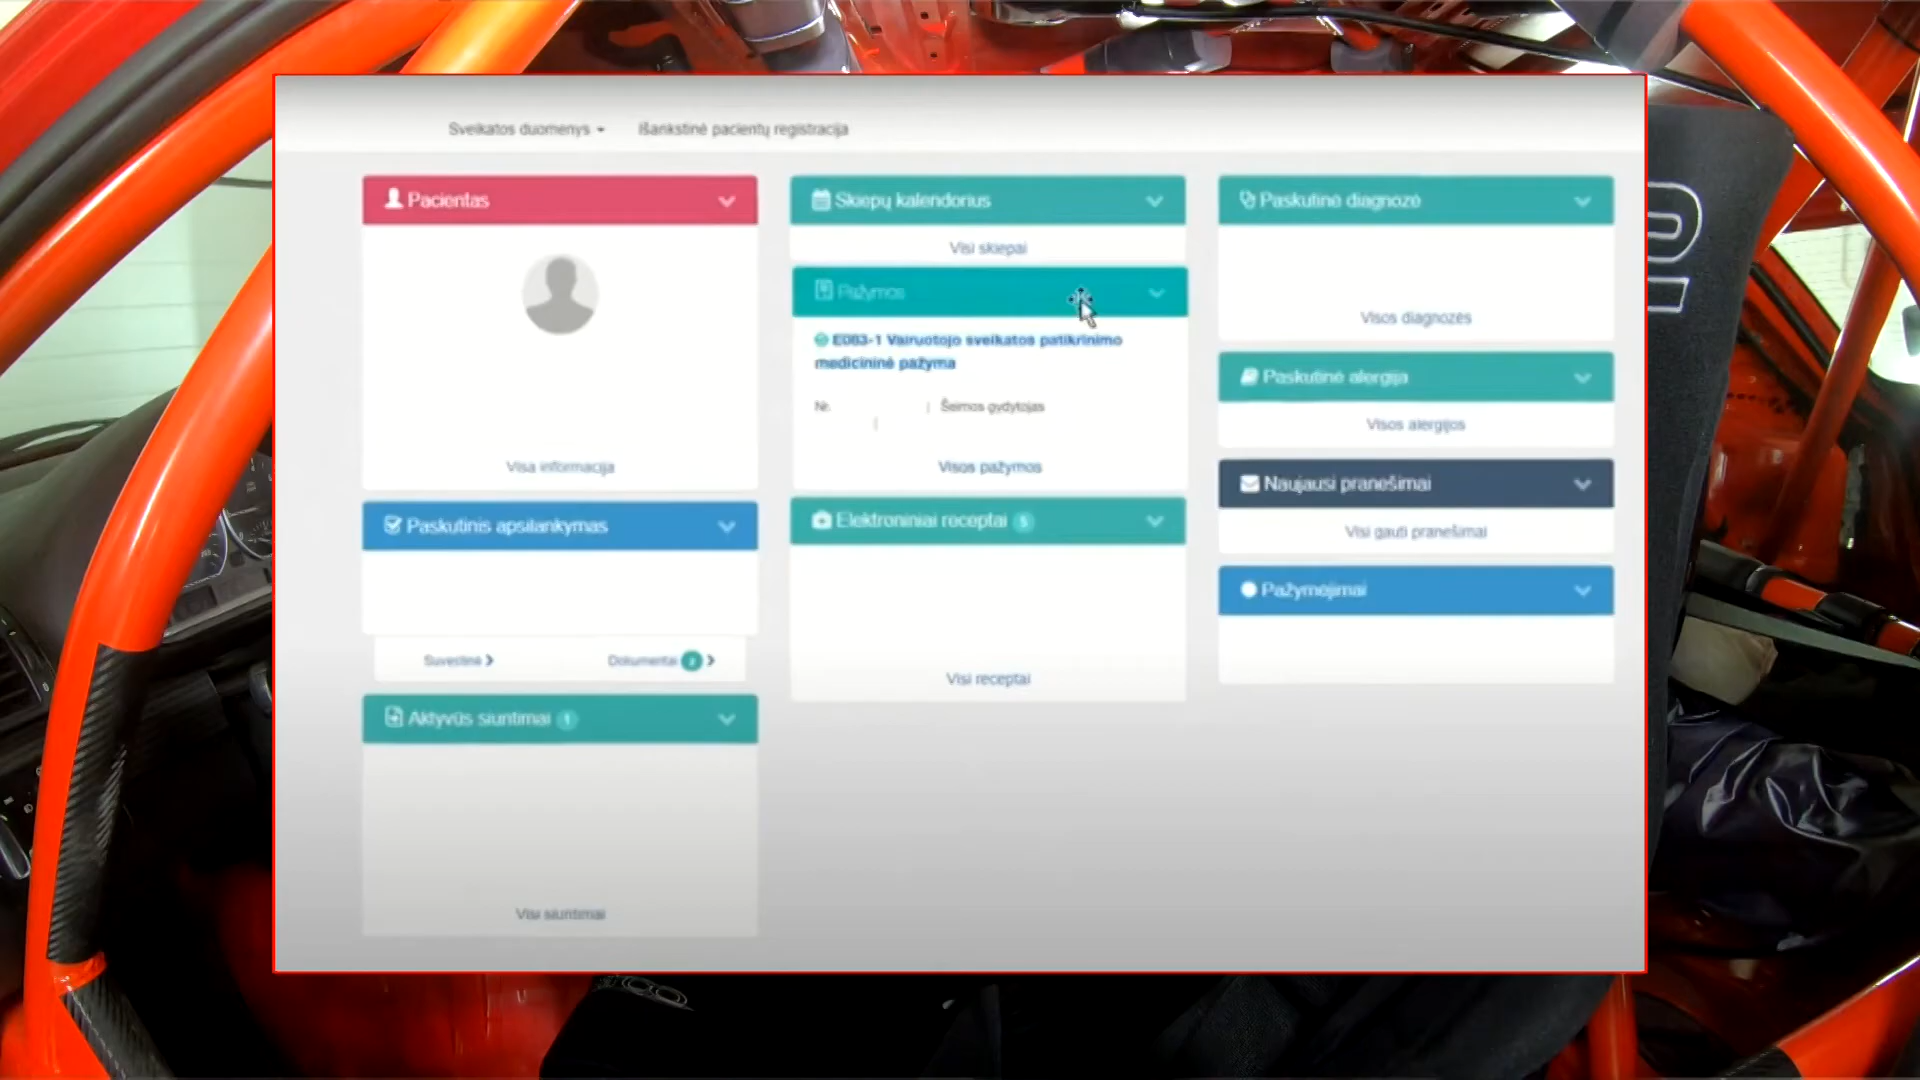 Sveikatos duomenys
Išankstinė pacientų registracija
Pacientas
Visa informacija
Paskutinis apsilankymas
Suvestinė
Dokumentai 2
Aktyvūs siuntimai 1
Visi siuntimai
Skiepų kalendorius
Visi skiepai
Pažymos
E083-1 Vairuotojo sveikatos patikrinimo
medicininė pažyma
Nr. | Šeimos gydytojas
|
Visos pažymos
Elektroniniai receptai 5
Visi receptai
Paskutinė diagnozė
Visos diagnozės
Paskutinė alergija
Visos alergijos
Naujausi pranešimai
Visi gauti pranešimai
Pažymėjimai